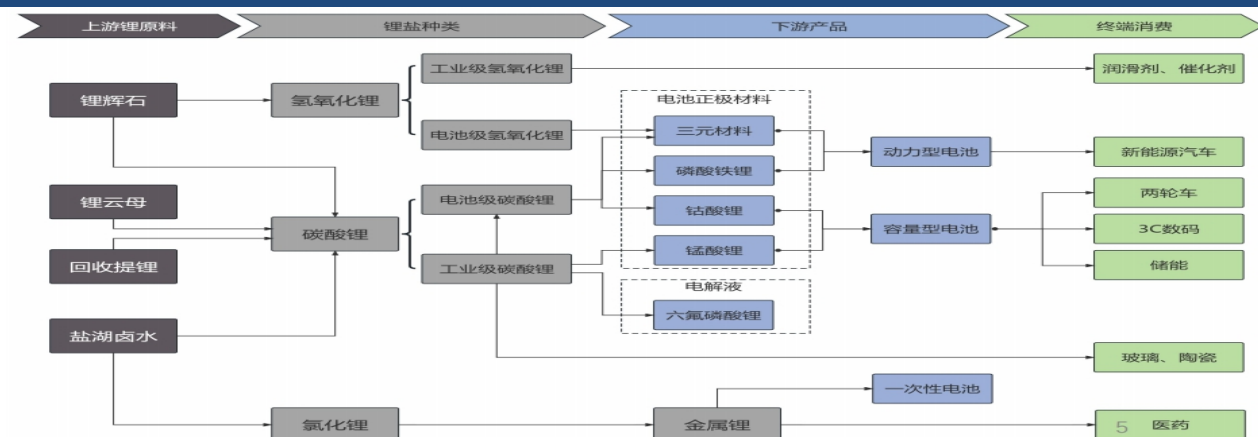 上游锂原料
锂盐种类
下游产品
终端消费
工业级氢氧化锂
润滑剂、催化剂
锂辉石
氢氧化锂
电池正极材料
电池级氢氧化锂
三元材料
动力型电池
新能源汽车
磷酸铁锂
锂云母
电池级碳酸锂
两轮车
钴酸锂
碳酸锂
容量型电池
3C数码
锰酸锂
回收提锂
工业级碳酸锂
储能
电解液
六氟磷酸锂
盐湖卤水
玻璃、陶瓷
一次性电池
氯化锂
金属锂
5 医药